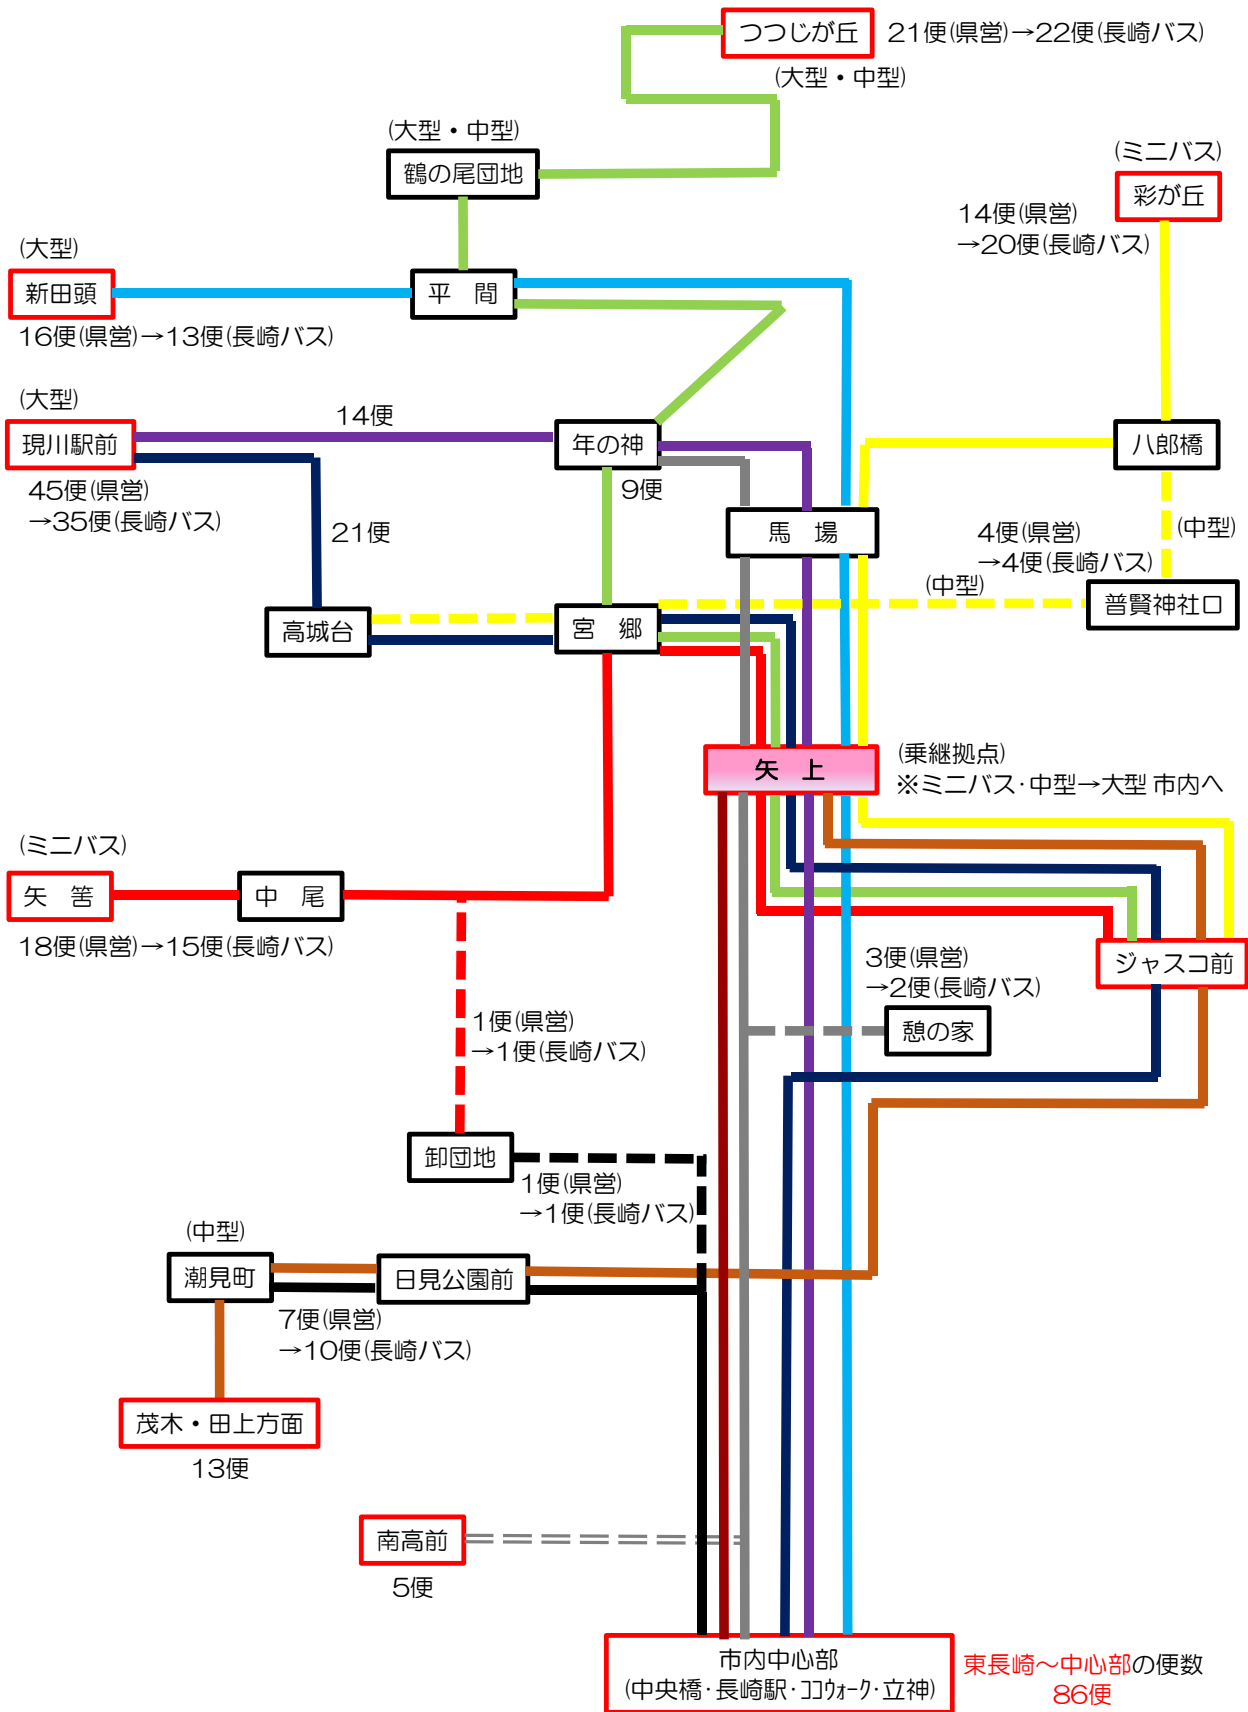 つつじが丘
21便(県営)→22便(長崎バス)
(大型・中型)
(大型・中型)
鶴の尾団地
(ミニバス)
彩が丘
14便(県営)
→20便(長崎バス)
(大型)
新田頭
平　間
16便(県営)→13便(長崎バス)
(大型)
現川駅前
14便
年の神
八郎橋
45便(県営)
→35便(長崎バス)
9便
21便
馬　場
4便(県営)
→4便(長崎バス)
(中型)
(中型)
高城台
宮　郷
普賢神社口
矢　上
(乗継拠点)
※ミニバス・中型→大型 市内へ
(ミニバス)
矢　筈
中　尾
18便(県営)→15便(長崎バス)
ジャスコ前
3便(県営)
→2便(長崎バス)
憩の家
1便(県営)
→1便(長崎バス)
卸団地
1便(県営)
→1便(長崎バス)
(中型)
潮見町
日見公園前
7便(県営)
→10便(長崎バス)
茂木・田上方面
13便
南高前
5便
市内中心部
(中央橋・長崎駅・ココウォーク・立神)
東長崎～中心部の便数
86便